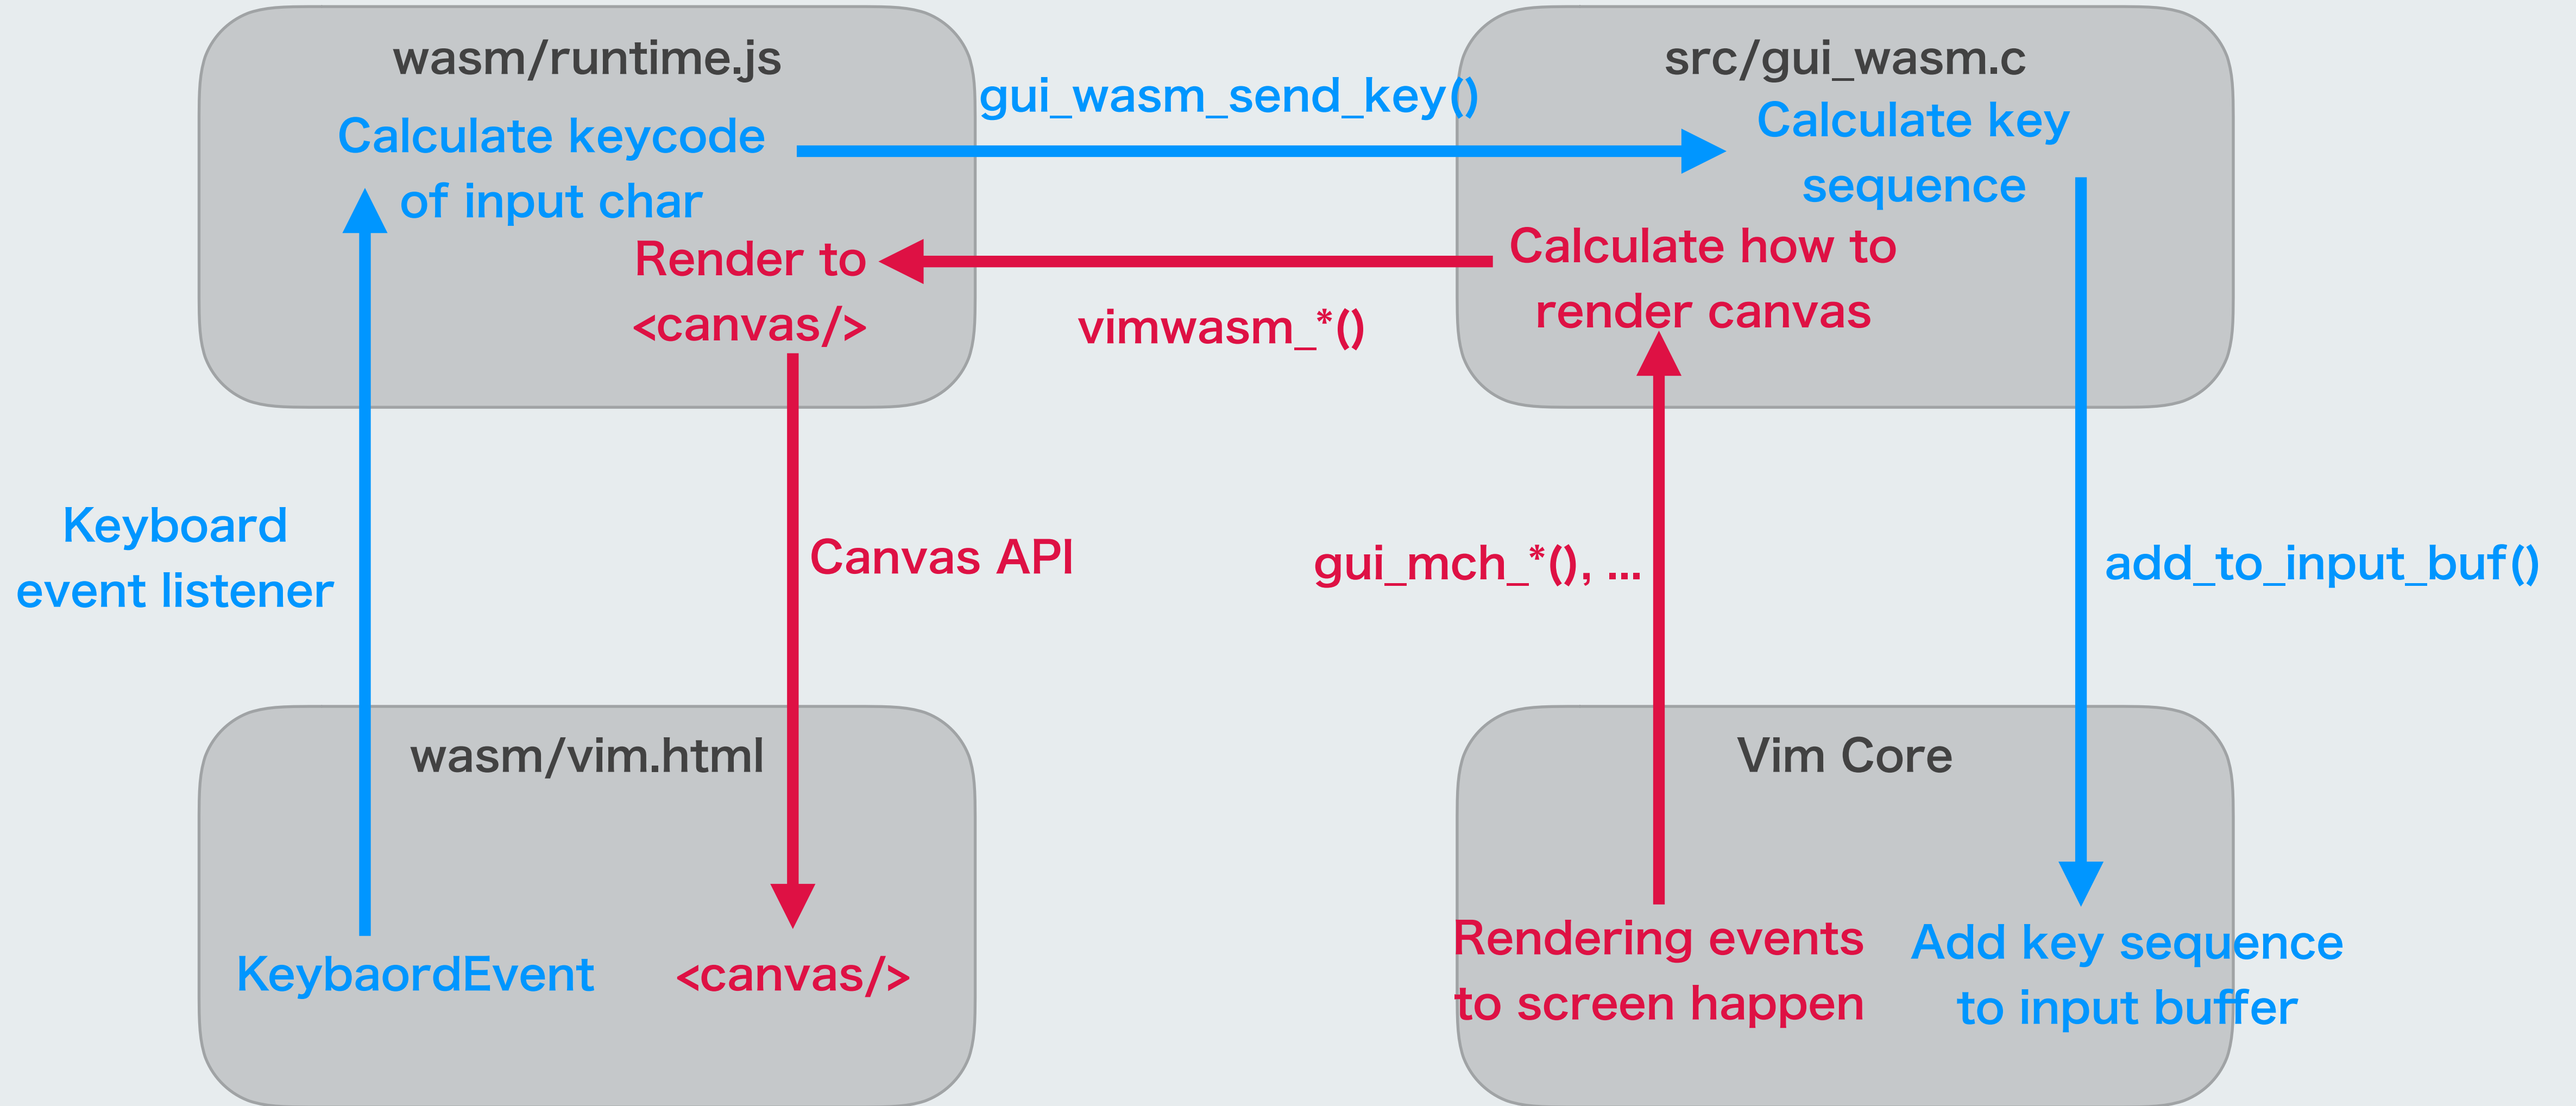 wasm/runtime.js
Calculate keycode
of input char
Render to
<canvas/>
gui_wasm_send_key()
vimwasm_*()
src/gui_wasm.c
Calculate key
sequence
Calculate how to
render canvas
Keyboard
event listener
Canvas API
gui_mch_*(), ...
add_to_input_buf()
wasm/vim.html
KeybaordEvent
<canvas/>
Vim Core
Rendering events
to screen happen
Add key sequence
to input buffer